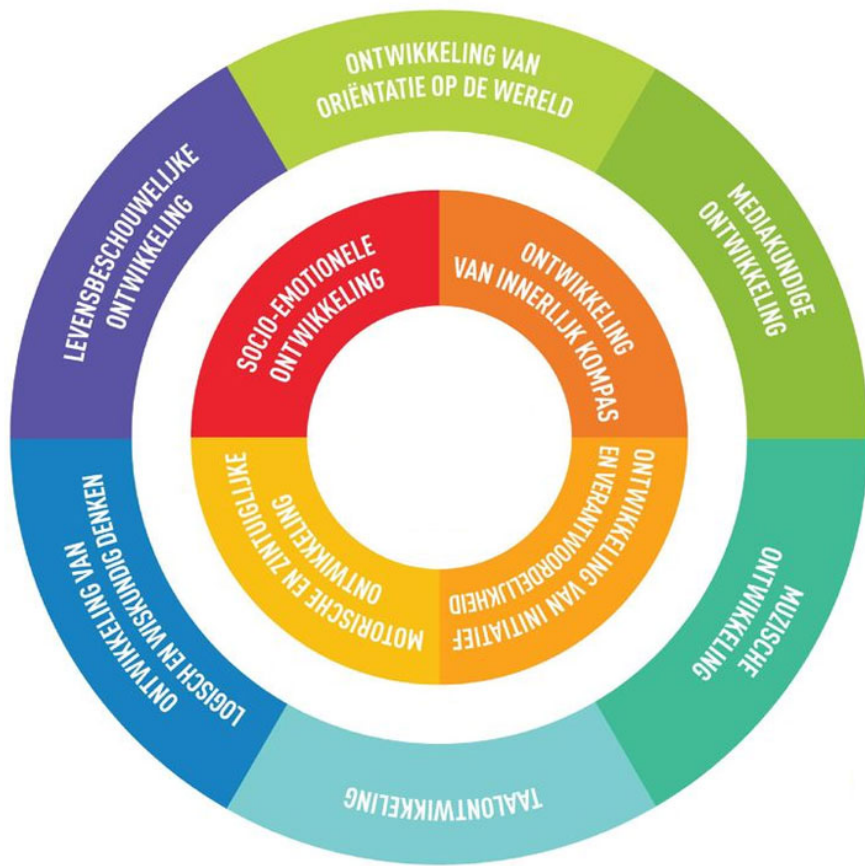 ONTWIKKELING VAN
ORIËNTATIE OP DE WERELD
MEDIAKUNDIGE
ONTWIKKELING
MUZISCHE
ONTWIKKELING
TAALONTWIKKELING
ONTWIKKELING VAN
LOGISCH EN WISKUNDIG DENKEN
LEVENSBESCHOUWELIJKE
ONTWIKKELING
SOCIO-EMOTIONELE
ONTWIKKELING
ONTWIKKELING
VAN INNERLIJK KOMPAS
ONTWIKKELING VAN INITIATIEF
EN VERANTWOORDELIJKHEID
MOTORISCHE EN ZINTUIGLIJKE
ONTWIKKELING